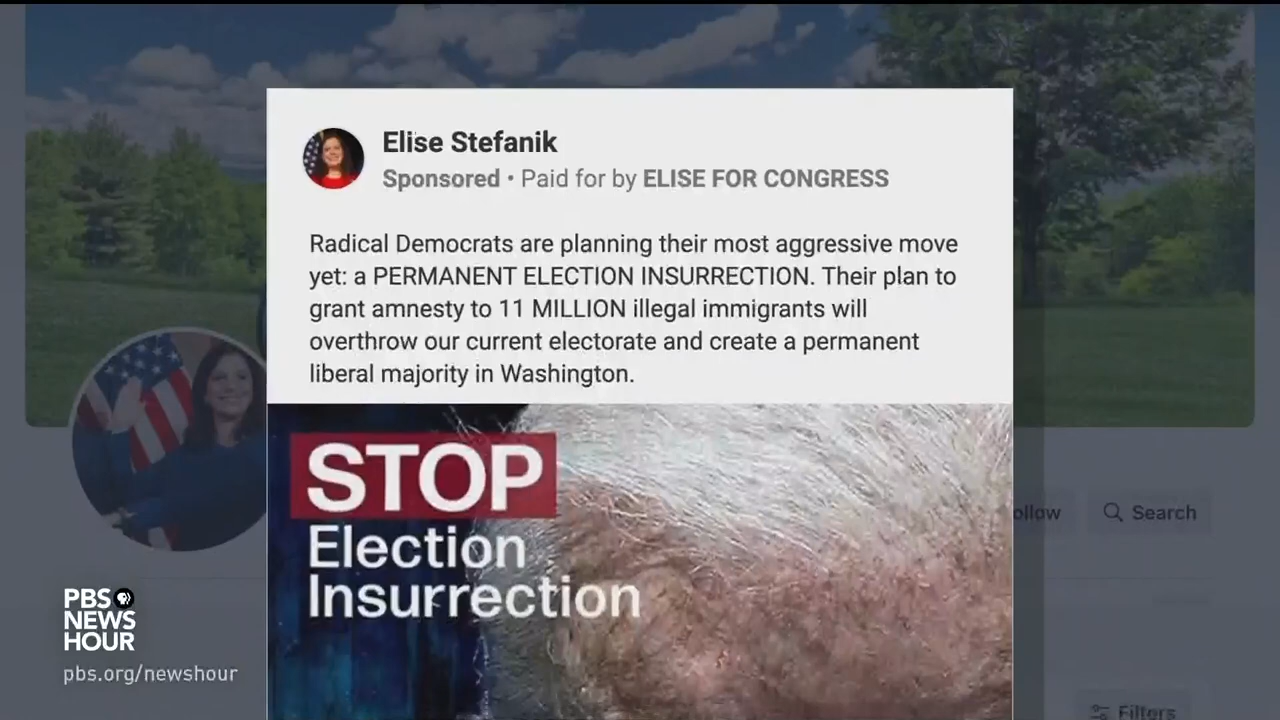 Elise Stefanik
Sponsored • Paid for by ELISE FOR CONGRESS
Radical Democrats are planning their most aggressive move
yet: a PERMANENT ELECTION INSURRECTION. Their plan to
grant amnesty to 11 MILLION illegal immigrants will
overthrow our current electorate and create a permanent
liberal majority in Washington.
STOP
Election
Insurrection
ollow
Search
PBS
NEWS
HOUR
pbs.org/newshour
Filters